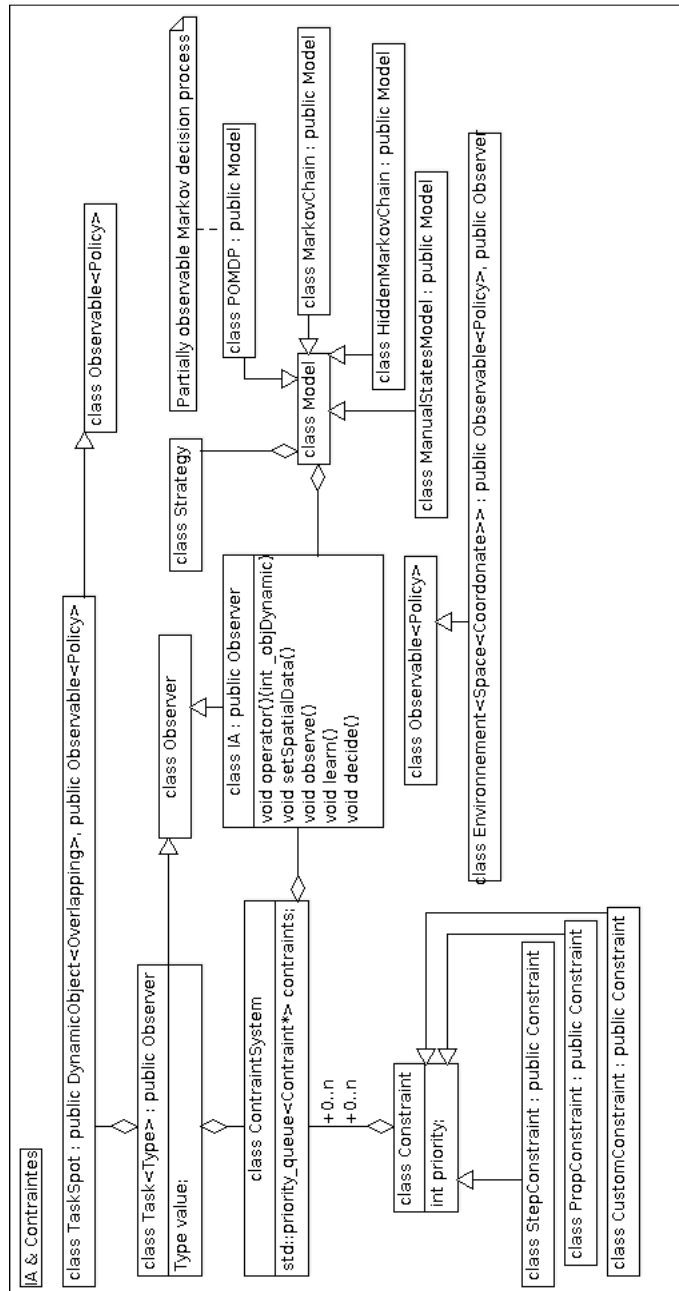 IA & Contraintes
class TaskSpot : public DynamicObject<Overlapping>, public Observable<Policy>
class Observable<Policy>
class Task<Type> : public Observer
Type value;
class Observer
class Strategy
Partially observable Markov decision process
class POMDP : public Model
class ContraintSystem
std::priority_queue<Contraint*> contraints;
class IA : public Observer
void operator()(int _objDynamic)
void setSpatialData()
void observe()
void learn()
void decide()
class Model
class MarkovChain : public Model
class HiddenMarkovChain : public Model
class ManualStatesModel : public Model
+0..n
+0..n
class Constraint
int priority;
class Observable<Policy>
class Environnement<Space<Coordonate>> : public Observable<Policy>, public Observer
class StepConstraint : public Constraint
class PropConstraint : public Constraint
class CustomConstraint : public Constraint